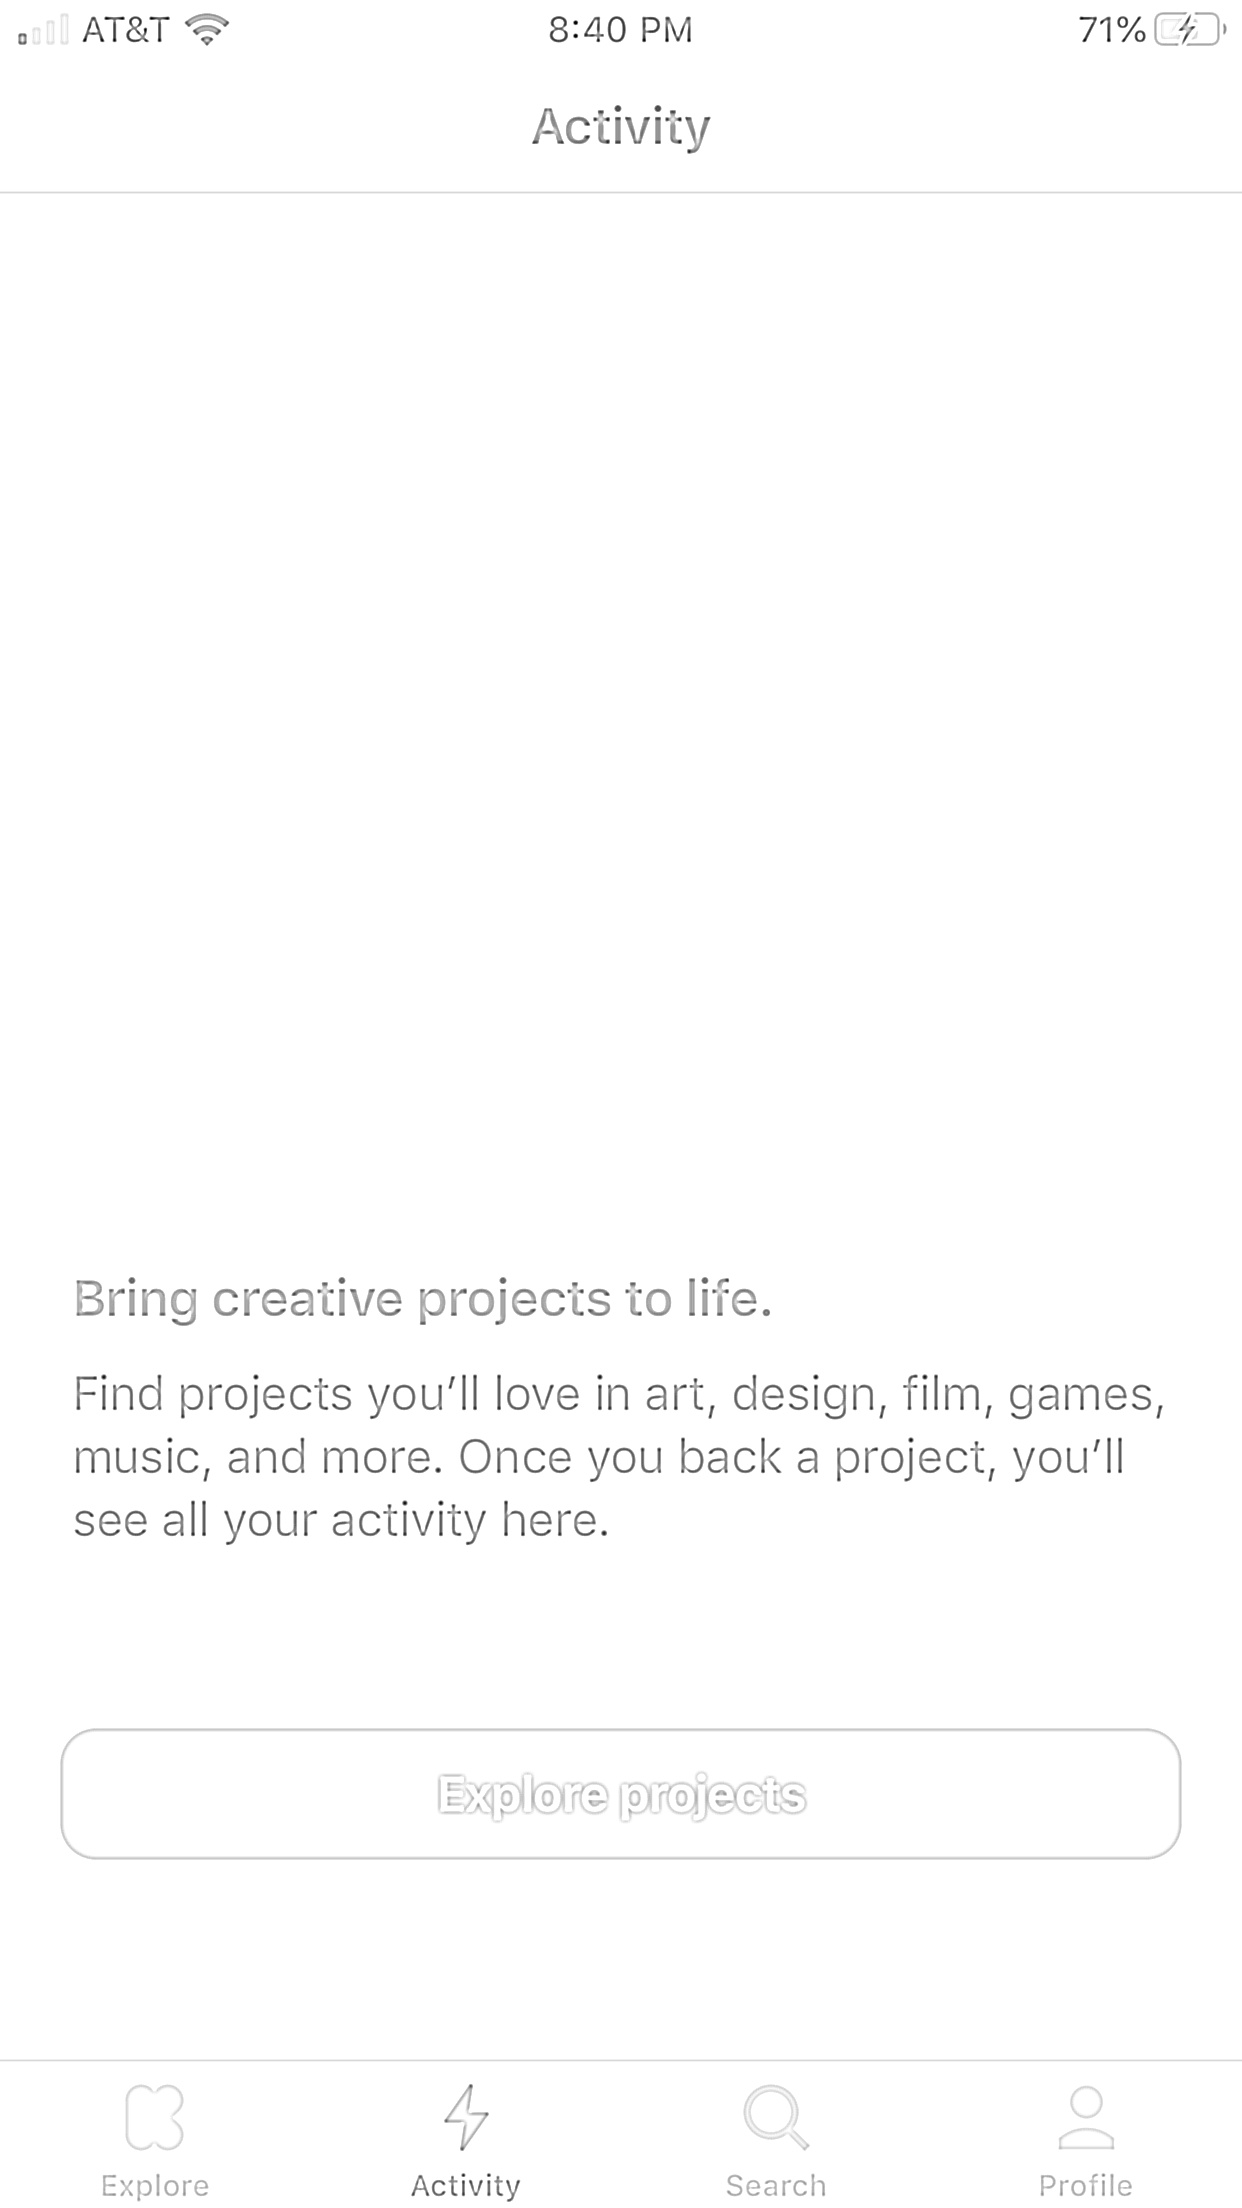 AT&T 8:40 PM 71%
Activity
Bring creative projects to life.
Find projects you’ll love in art, design, film, games,
music, and more. Once you back a project, you’ll
see all your activity here.
Explore projects
Explore Activity Search Profile